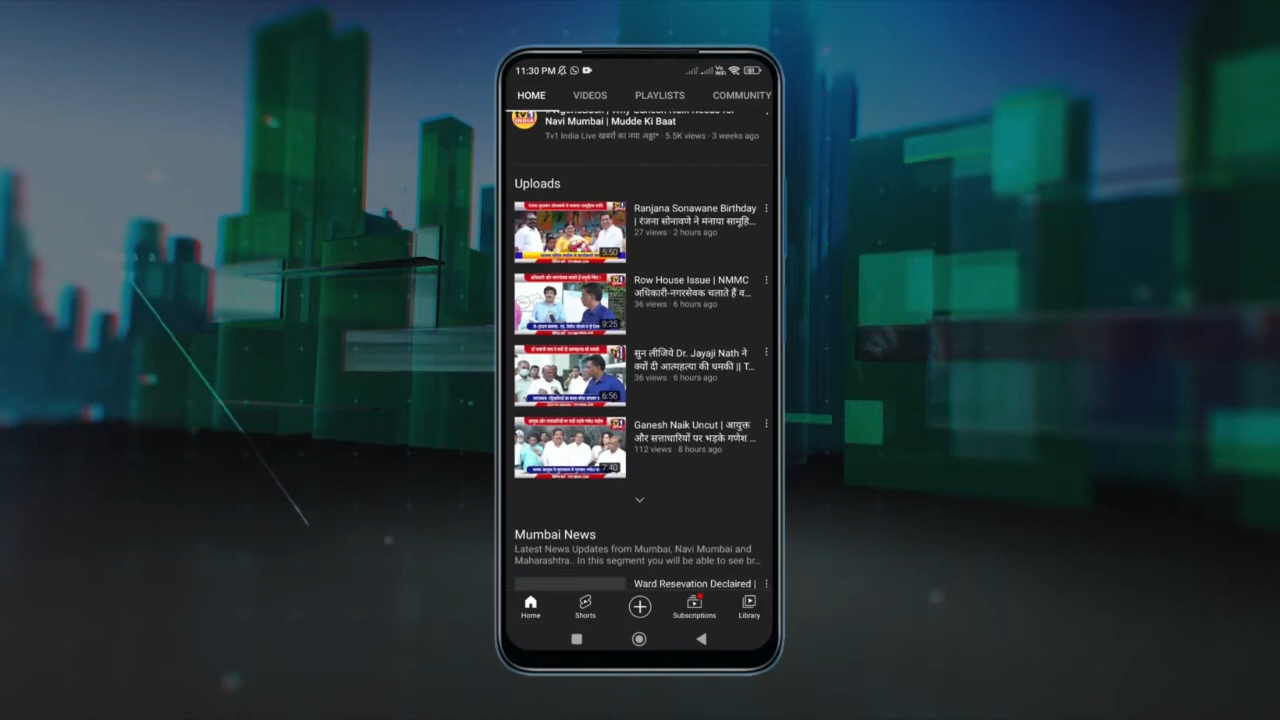 11:30 PM
HOME VIDEOS PLAYLISTS COMMUNITY
Navi Mumbai | Mudde Ki Baat
Tv1 India Live खबरों का नया अड्डा" · 5.5K views · 3 weeks ago
Uploads
Ranjana Sonawane Birthday
| रंजना सोनावणे ने मनाया सामूहि...
27 views · 2 hours ago
5:50
Row House Issue | NMMC
अधिकारी-नगरसेवक चलाते हैं व...
36 views · 6 hours ago
9:25
सुन लीजिये Dr. Jayaji Nath ने
क्यों दी आत्महत्या की धमकी || T...
36 views · 6 hours ago
6:56
Ganesh Naik Uncut | आयुक्त
और सत्ताधारियों पर भड़के गणेश ...
112 views · 8 hours ago
7:40
Mumbai News
Latest News Updates from Mumbai, Navi Mumbai and
Maharashtra.. In this segment you will be able to see br...
Ward Resevation Declaired |
Home Shorts Subscriptions Library